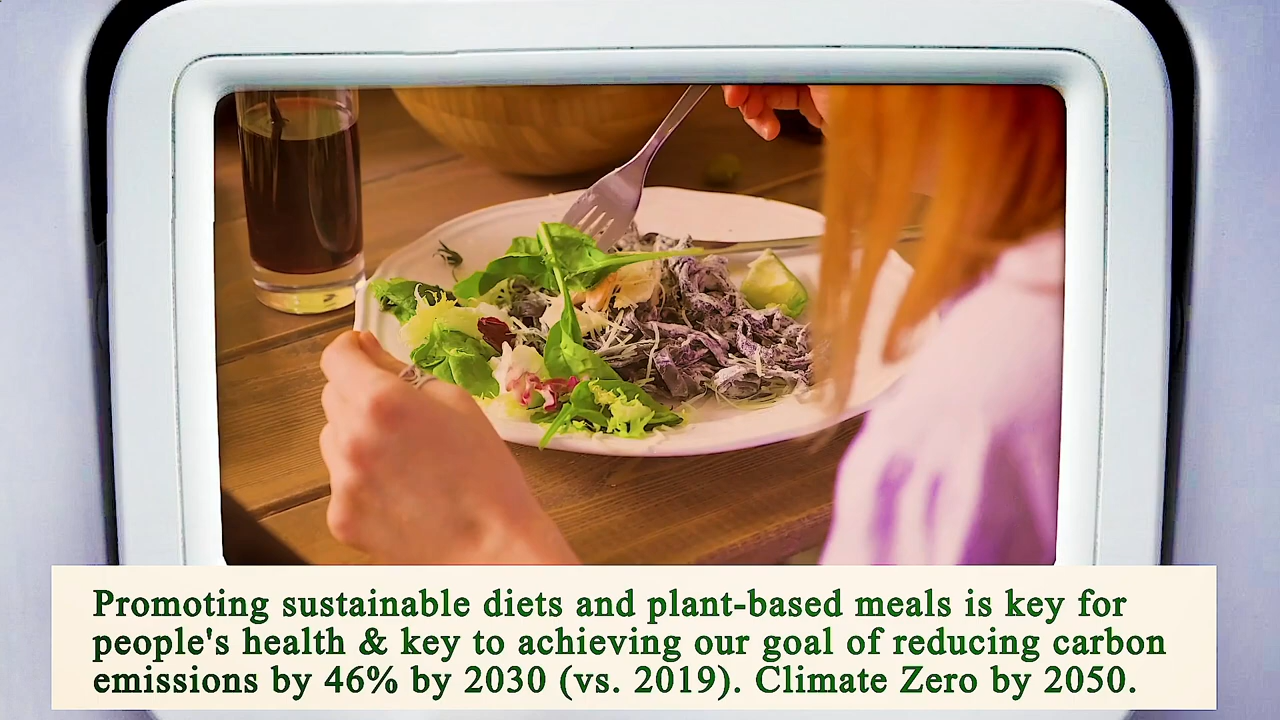 Promoting sustainable diets and plant-based meals is key for
people's health & key to achieving our goal of reducing carbon
emissions by 46% by 2030 (vs. 2019). Climate Zero by 2050.